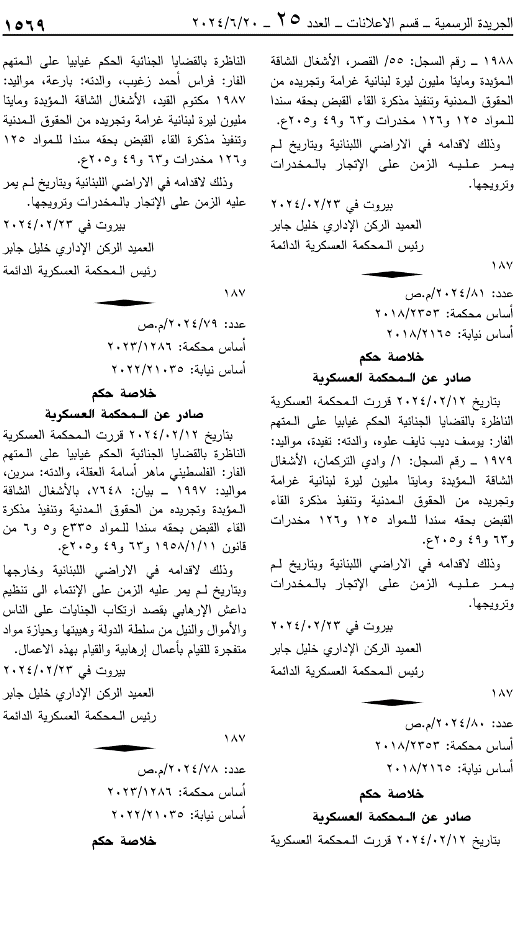 الجريدة الرسمية ـ قسم الاعلانات ـ العدد ٢٥ ـ ٢٠٢٤/٦/٢٠
١٥٦٩
١٩٨٨ ـ رقم السجل: ٥٥/ القصر، الأشغال الشاقة
المؤبدة ومايتا مليون ليرة لبنانية غرامة وتجريده من
الحقوق المدنية وتنفيذ مذكرة القاء القبض بحقه سندا
للمواد ١٢٥ و١٢٦ مخدرات و٦٣ و٤٩ و٢٠٥ع.
وذلك لاقدامه في الاراضي اللبنانية وبتاريخ لم
يمر عليه الزمن على الإتجار بالمخدرات
وترويجها.
بيروت في ٢٠٢٤/٠٢/٢٣
العميد الركن الإداري خليل جابر
رئيس المحكمة العسكرية الدائمة
١٨٧
عدد: ٢٠٢٤/٨١/م.ص
أساس محكمة: ٢٠١٨/٢٣٥٣
أساس نيابة: ٢٠١٨/٢١٦٥
خلاصة حكم
صادر عن المحكمة العسكرية
بتاريخ ٢٠٢٤/٠٢/١٢ قررت المحكمة العسكرية
الناظرة بالقضايا الجنائية الحكم غيابيا على المتهم
الفار: يوسف ديب نايف علوه، والدته: تفيدة، مواليد:
١٩٧٩ ـ رقم السجل: ١/ وادي التركمان، الأشغال
الشاقة المؤبدة ومايتا مليون ليرة لبنانية غرامة
وتجريده من الحقوق المدنية وتنفيذ مذكرة القاء
القبض بحقه سندا للمواد ١٢٥ و١٢٦ مخدرات
و٦٣ و٤٩ و٢٠٥ع.
وذلك لاقدامه في الاراضي اللبنانية وبتاريخ لم
يمر عليه الزمن على الإتجار بالمخدرات
وترويجها.
بيروت في ٢٠٢٤/٠٢/٢٣
العميد الركن الإداري خليل جابر
رئيس المحكمة العسكرية الدائمة
١٨٧
عدد: ٢٠٢٤/٨٠/م.ص
أساس محكمة: ٢٠١٨/٢٣٥٣
أساس نيابة: ٢٠١٨/٢١٦٥
خلاصة حكم
صادر عن المحكمة العسكرية
بتاريخ ٢٠٢٤/٠٢/١٢ قررت المحكمة العسكرية
الناظرة بالقضايا الجنائية الحكم غيابيا على المتهم
الفار: فراس أحمد زغيب، والدته: بارعة، مواليد:
١٩٨٧ مكتوم القيد، الأشغال الشاقة المؤبدة ومايتا
مليون ليرة لبنانية غرامة وتجريده من الحقوق المدنية
وتنفيذ مذكرة القاء القبض بحقه سندا للمواد ١٢٥
و١٢٦ مخدرات و٦٣ و٤٩ و٢٠٥ع.
وذلك لاقدامه في الاراضي اللبنانية وبتاريخ لم يمر
عليه الزمن على الإتجار بالمخدرات وترويجها.
بيروت في ٢٠٢٤/٠٢/٢٣
العميد الركن الإداري خليل جابر
رئيس المحكمة العسكرية الدائمة
١٨٧
عدد: ٢٠٢٤/٧٩/م.ص
أساس محكمة: ٢٠٢٣/١٢٨٦
أساس نيابة: ٢٠٢٢/٢١٠٣٥
خلاصة حكم
صادر عن المحكمة العسكرية
بتاريخ ٢٠٢٤/٠٢/١٢ قررت المحكمة العسكرية
الناظرة بالقضايا الجنائية الحكم غيابيا على المتهم
الفار: الفلسطيني ماهر أسامة العقلة، والدته: سرين،
مواليد: ١٩٩٧ ـ بيان: ٧٦٤٨، بالأشغال الشاقة
المؤبدة وتجريده من الحقوق المدنية وتنفيذ مذكرة
القاء القبض بحقه سندا للمواد ٣٣٥ع و٥ و٦ من
قانون ١٩٥٨/١/١١ و٦٣ و٤٩ و٢٠٥ع.
وذلك لاقدامه في الاراضي اللبنانية وخارجها
وبتاريخ لم يمر عليه الزمن على الإنتماء الى تنظيم
داعش الإرهابي بقصد ارتكاب الجنايات على الناس
والأموال والنيل من سلطة الدولة وهيبتها وحيازة مواد
متفجرة للقيام بأعمال إرهابية والقيام بهذه الاعمال.
بيروت في ٢٠٢٤/٠٢/٢٣
العميد الركن الإداري خليل جابر
رئيس المحكمة العسكرية الدائمة
١٨٧
عدد: ٢٠٢٤/٧٨/م.ص
أساس محكمة: ٢٠٢٣/١٢٨٦
أساس نيابة: ٢٠٢٢/٢١٠٣٥
خلاصة حكم